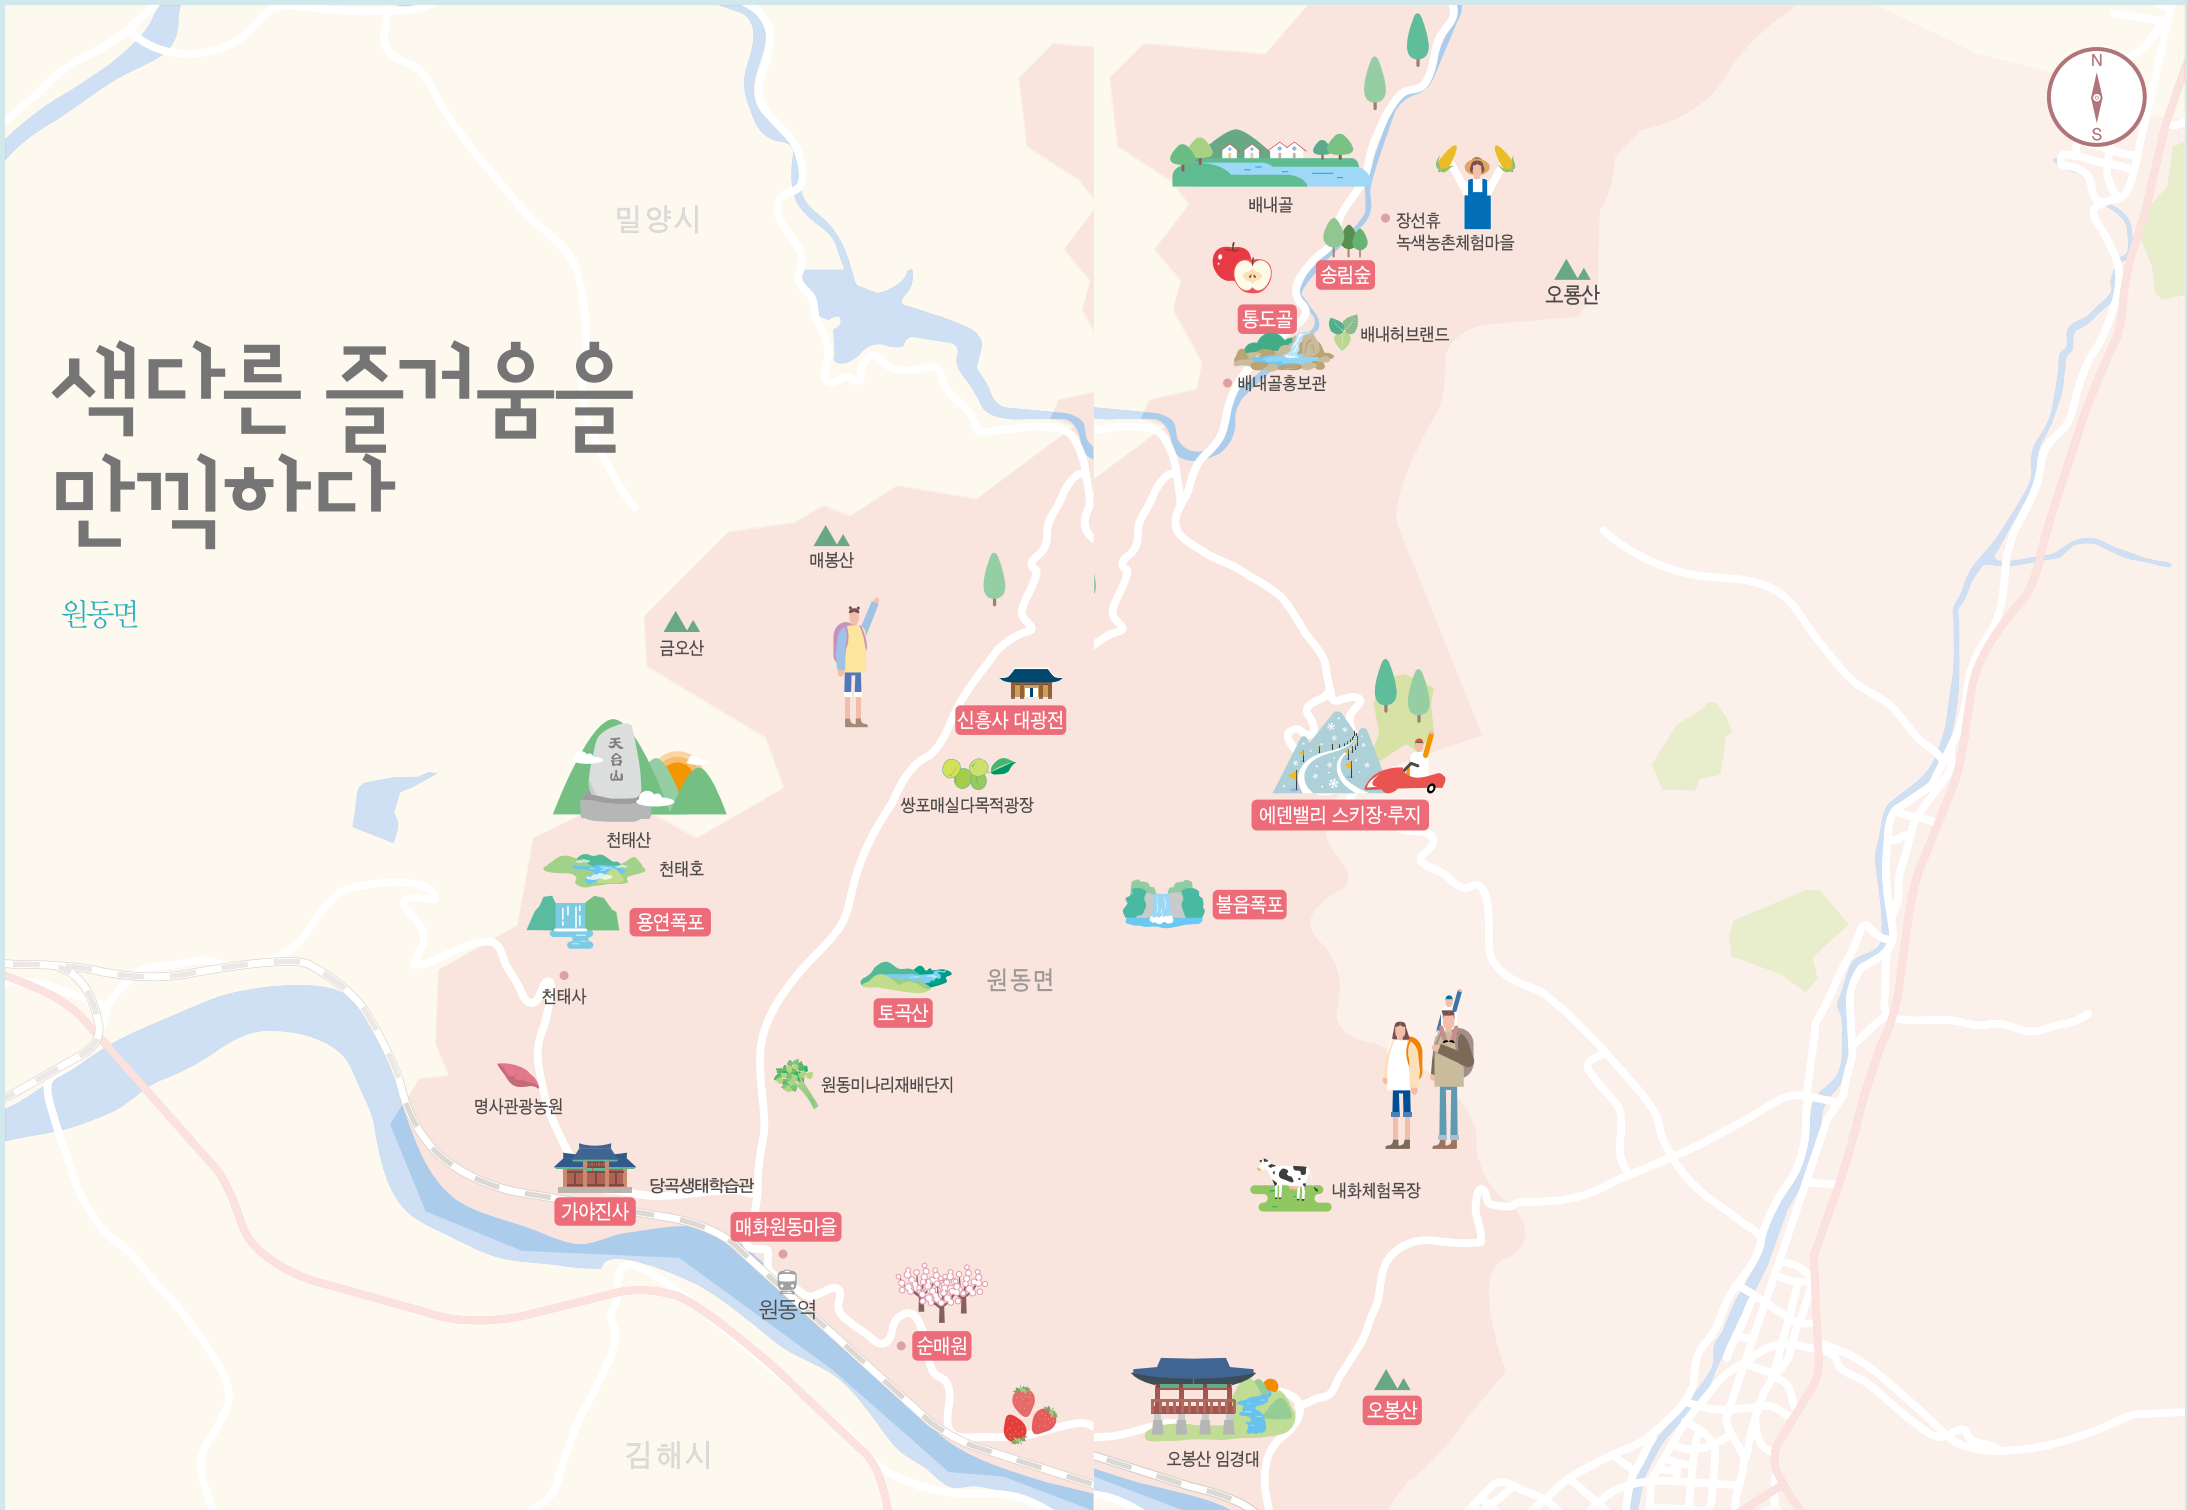 색다른 즐거움을
만끽하다
원동면
밀양시
N
S
배내골
장선휴
녹색농촌체험마을
송림숲
오룡산
통도골
배내허브랜드
배내골홍보관
매봉산
금오산
신흥사 대광전
天台山
쌍포매실다목적광장
에덴밸리 스키장·루지
천태산
천태호
용연폭포
불음폭포
천태사
원동면
토곡산
원동미나리재배단지
명사관광농원
당곡생태학습관
내화체험목장
가야진사
매화원동마을
원동역
순매원
오봉산
오봉산 임경대
김해시